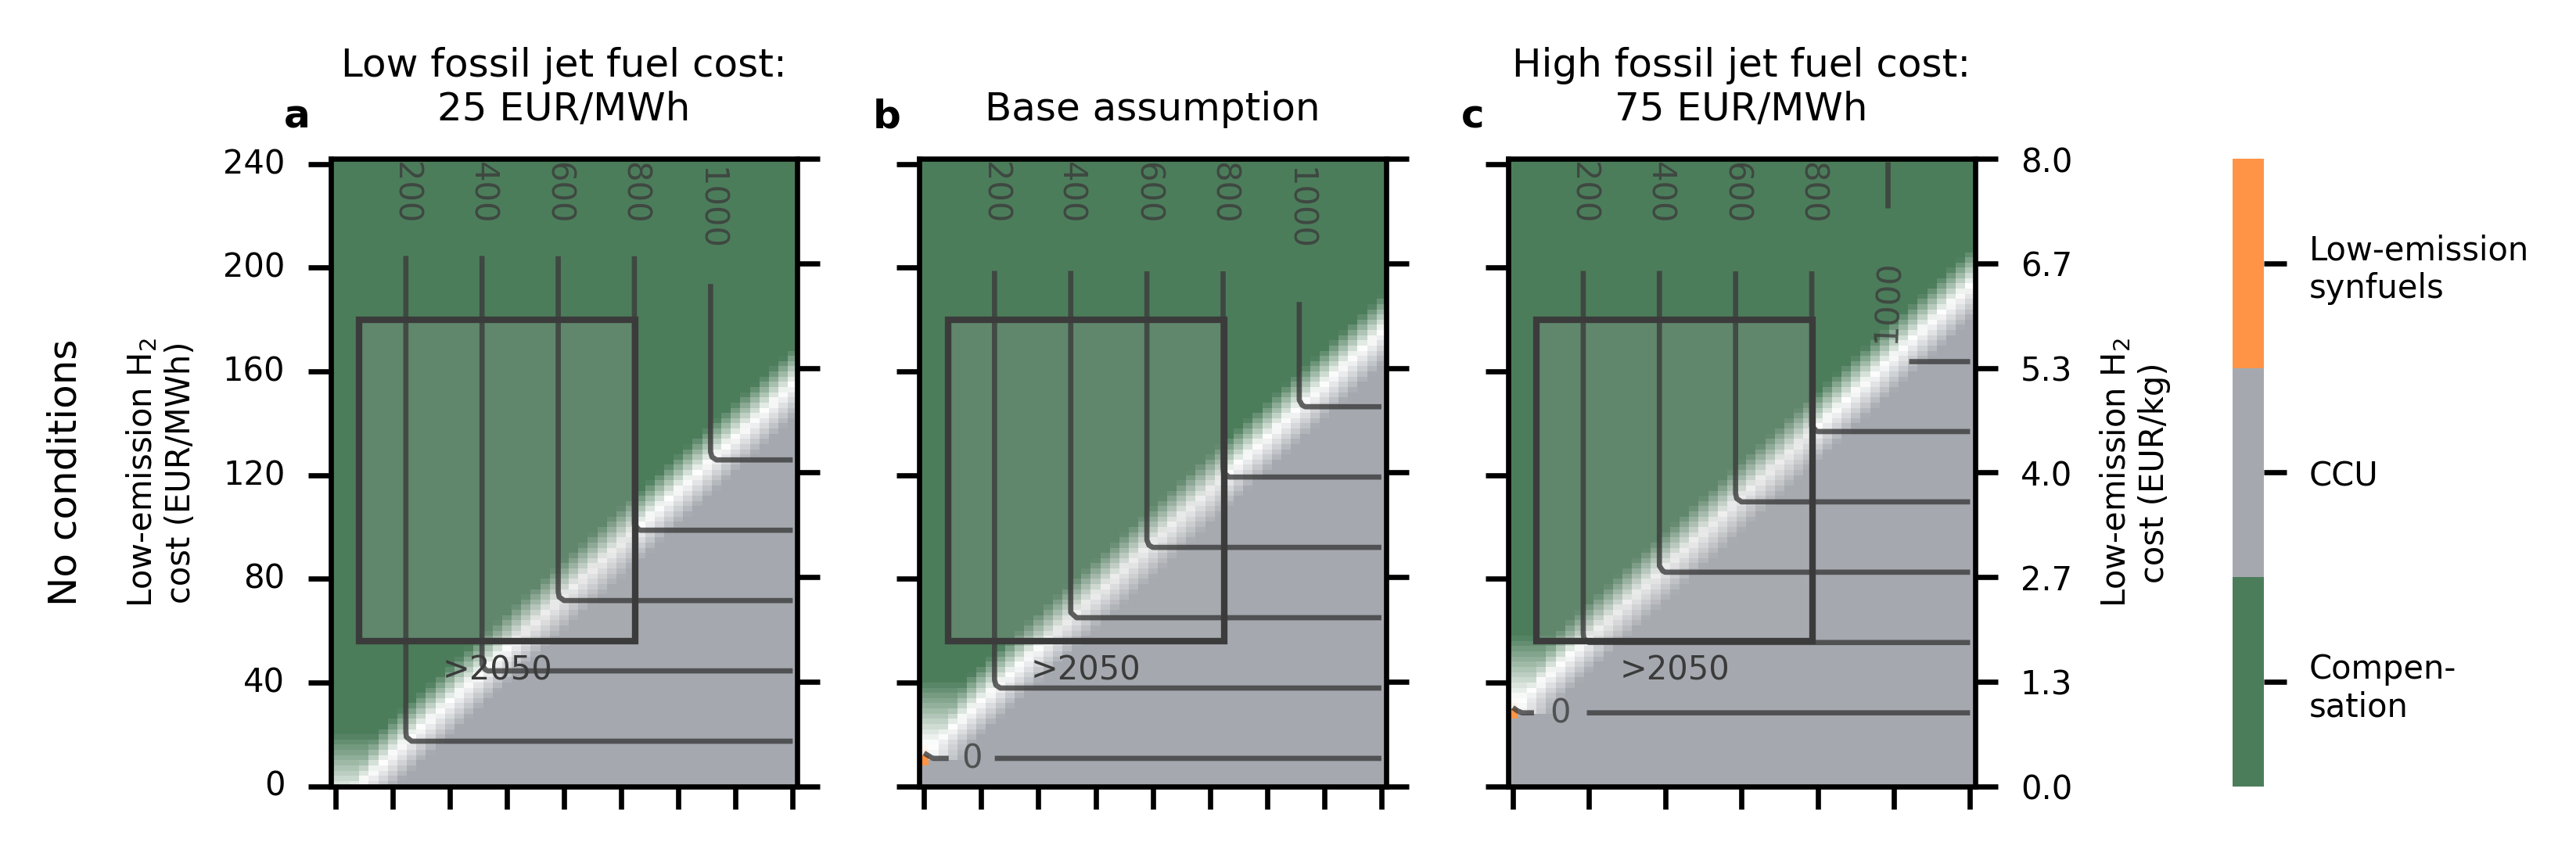 Low fossil jet fuel cost:
25 EUR/MWh
Base assumption
High fossil jet fuel cost:
75 EUR/MWh
a
b
c
No conditions
Low-emission H₂
cost (EUR/MWh)
240
200
160
120
80
40
0
200
400
600
800
1000
>2050
200
400
600
800
1000
>2050
0
200
400
600
800
1000
>2050
0
8.0
6.7
5.3
4.0
2.7
1.3
0.0
Low-emission H₂
cost (EUR/kg)
Low-emission
synfuels
CCU
Compen-
sation